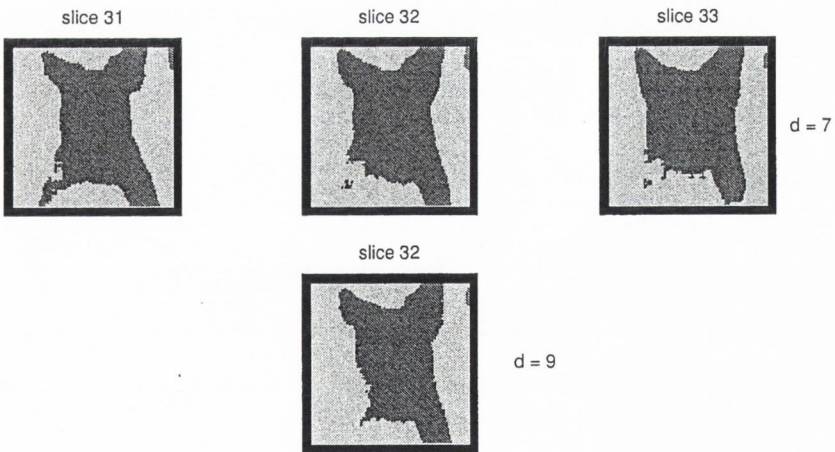 slice 31
slice 32
slice 33
d = 7
slice 32
d = 9